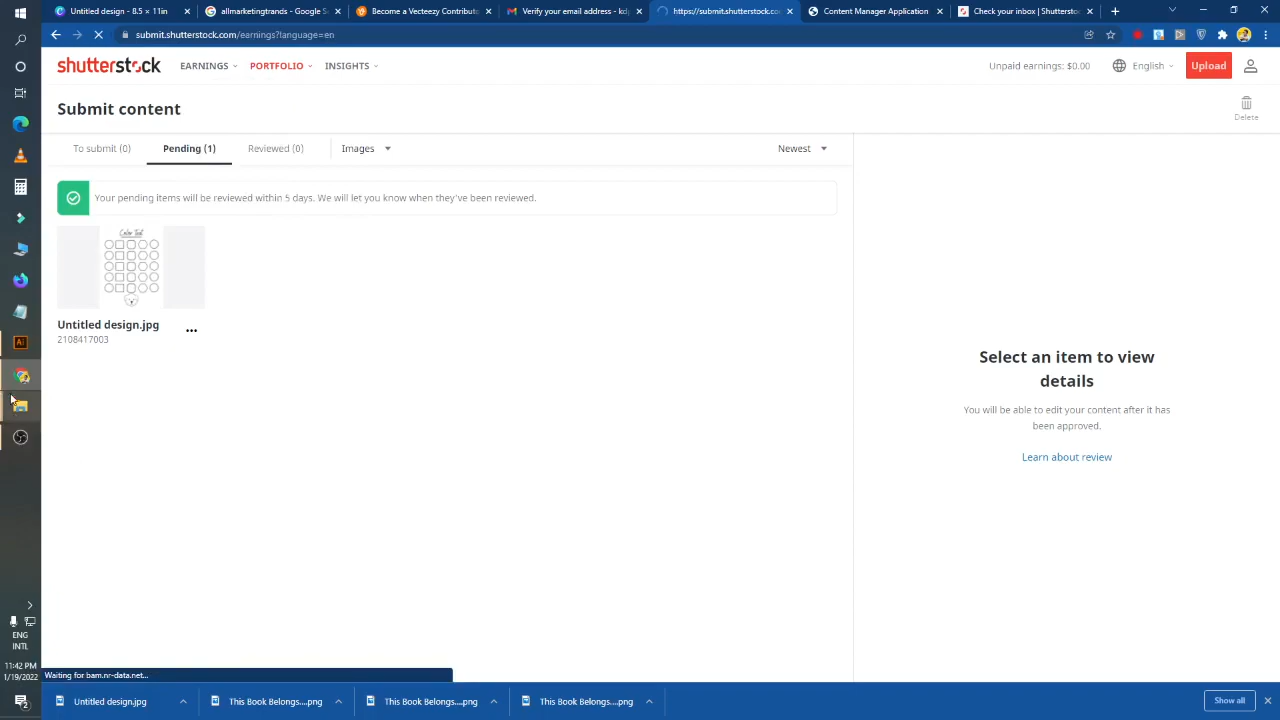 Untitled design - 8.5 × 11in
allmarketingtrands - Google S
Become a Vecteezy Contributo
Verify your email address - kdp
https://submit.shutterstock.co
Content Manager Application
Check your inbox | Shutterstoc
submit.shutterstock.com/earnings?language=en
shutterstock
EARNINGS
PORTFOLIO
INSIGHTS
Unpaid earnings: $0.00
English
Upload
Submit content
Delete
To submit (0)
Pending (1)
Reviewed (0)
Images
Newest
Your pending items will be reviewed within 5 days. We will let you know when they've been reviewed.
Color Test
Untitled design.jpg
...
2108417003
Select an item to view
details
You will be able to edit your content after it has
been approved.
Learn about review
Ai
ENG
INTL
11:42 PM
1/19/2022
Waiting for bam.nr-data.net...
Untitled design.jpg
This Book Belongs....png
This Book Belongs....png
This Book Belongs....png
Show all